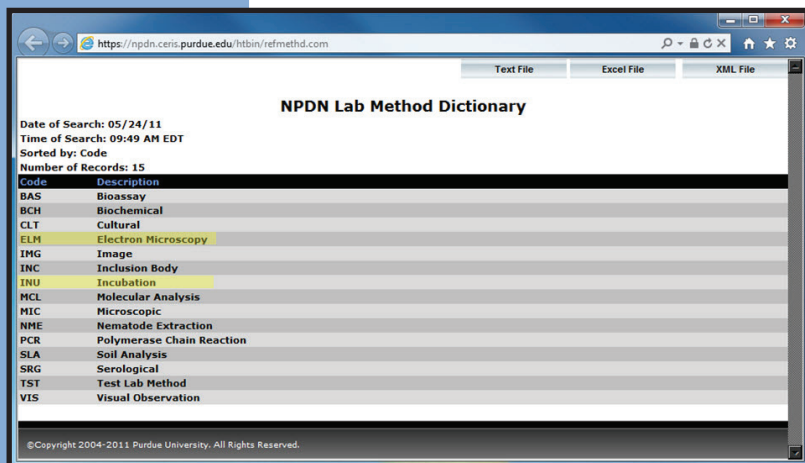 https://npdn.ceris.purdue.edu/htbin/refmethd.com
Text File Excel File XML File
NPDN Lab Method Dictionary
Date of Search: 05/24/11
Time of Search: 09:49 AM EDT
Sorted by: Code
Number of Records: 15
Code Description
BAS Bioassay
BCH Biochemical
CLT Cultural
ELM Electron Microscopy
IMG Image
INC Inclusion Body
INU Incubation
MCL Molecular Analysis
MIC Microscopic
NME Nematode Extraction
PCR Polymerase Chain Reaction
SLA Soil Analysis
SRG Serological
TST Test Lab Method
VIS Visual Observation
©Copyright 2004-2011 Purdue University. All Rights Reserved.